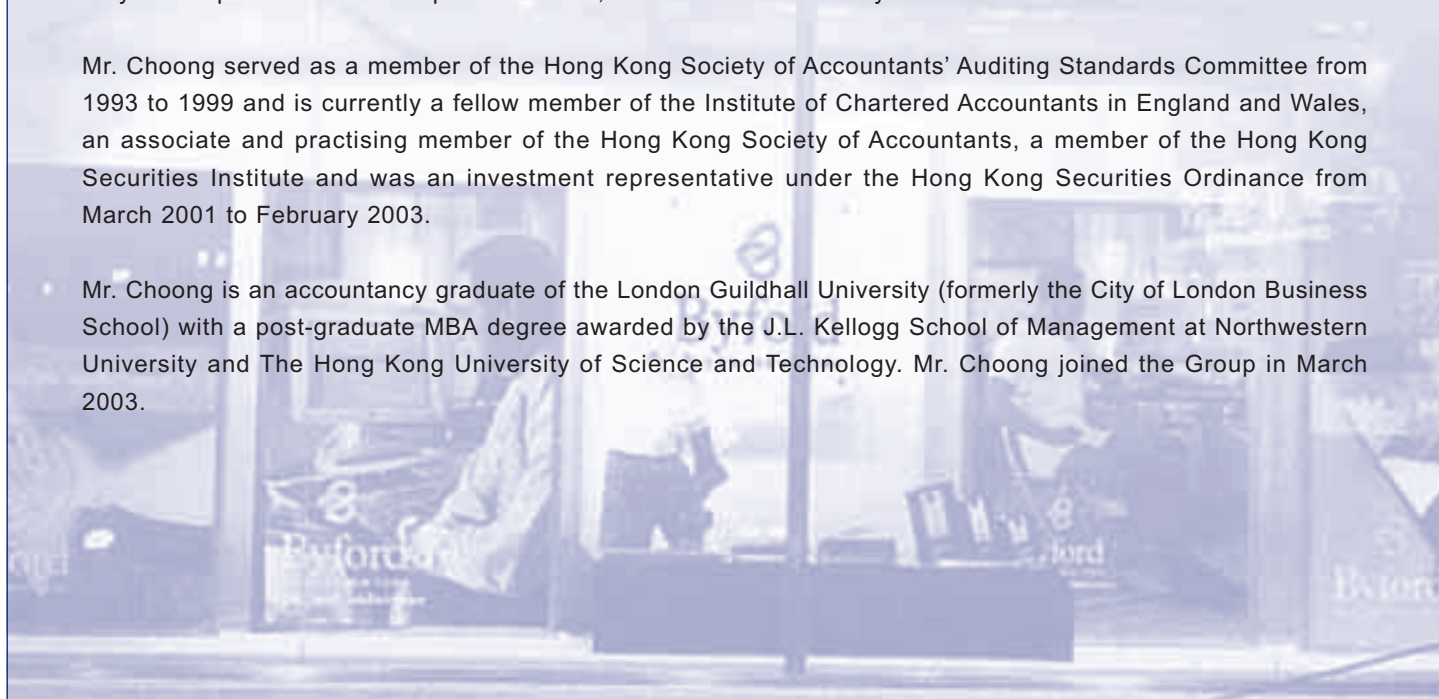 Mr. Choong served as a member of the Hong Kong Society of Accountants' Auditing Standards Committee from
1993 to 1999 and is currently a fellow member of the Institute of Chartered Accountants in England and Wales,
an associate and practising member of the Hong Kong Society of Accountants, a member of the Hong Kong
Securities Institute and was an investment representative under the Hong Kong Securities Ordinance from
March 2001 to February 2003.
Mr. Choong is an accountancy graduate of the London Guildhall University (formerly the City of London Business
School) with a post-graduate MBA degree awarded by the J.L. Kellogg School of Management at Northwestern
University and The Hong Kong University of Science and Technology. Mr. Choong joined the Group in March
2003.
Byford
Byford
ford
Byford